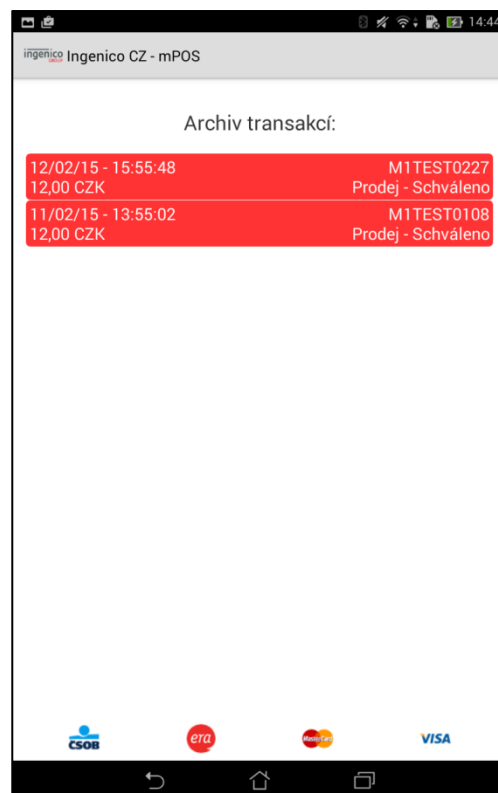 14:44
ingenico
GROUP
Ingenico CZ - mPOS
Archiv transakcí:
12/02/15 - 15:55:48 M1TEST0227
12,00 CZK Prodej - Schváleno
11/02/15 - 13:55:02 M1TEST0108
12,00 CZK Prodej - Schváleno
ČSOB era MasterCard VISA